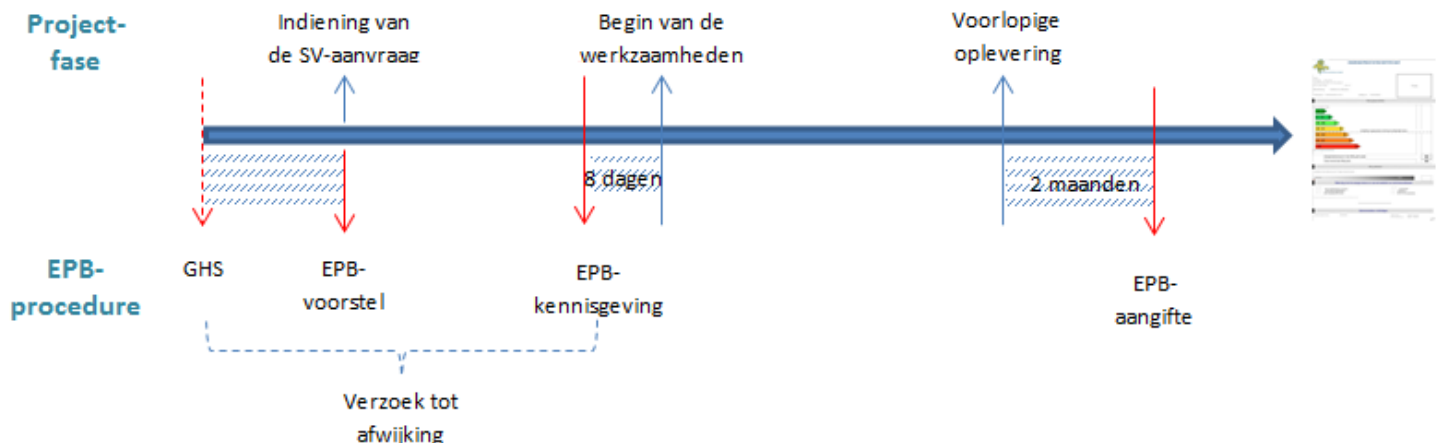 Project-
fase
Indiening van
de SV-aanvraag
Begin van de
werkzaamheden
Voorlopige
oplevering
8 dagen
2 maanden
EPB-
procedure
GHS
EPB-
voorstel
EPB-
kennisgeving
EPB-
aangifte
Verzoek tot
afwijking